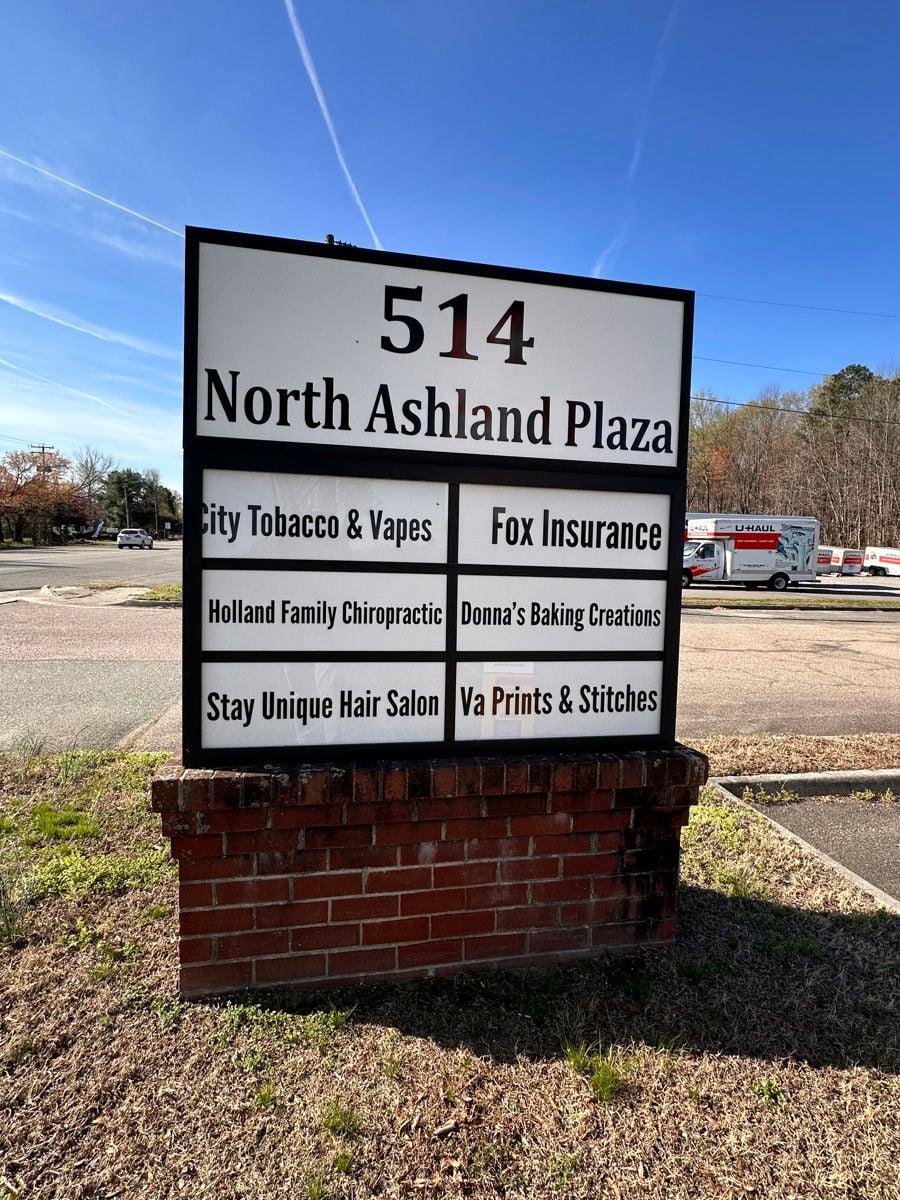 514
North Ashland Plaza
City Tobacco & Vapes
Fox Insurance
Holland Family Chiropractic
Donna's Baking Creations
Stay Unique Hair Salon
Va Prints & Stitches
U-HAUL
U-HAUL